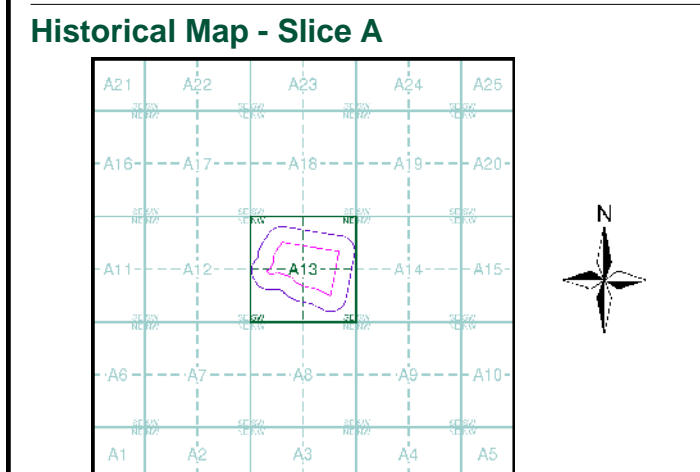 Historical Map - Slice A
A21 A22 A23 A24 A25
A16 A17 A18 A19 A20
N
A11 A12 A13 A14 A15
A6 A7 A8 A9 A10
A1 A2 A3 A4 A5